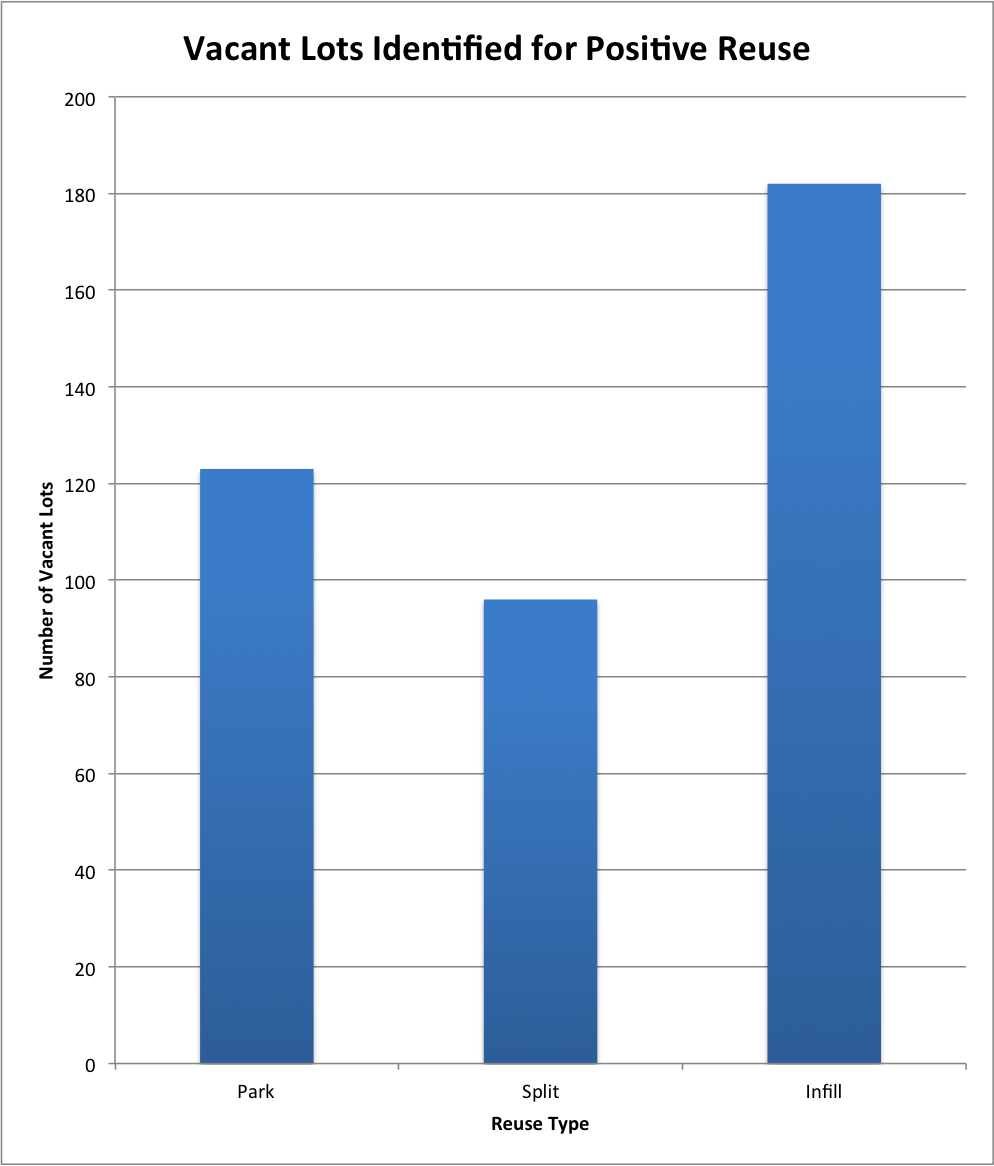 Vacant Lots Identified for Positive Reuse
200
180
160
140
120
100
80
60
40
20
0
Number of Vacant Lots
Park Split Infill
Reuse Type